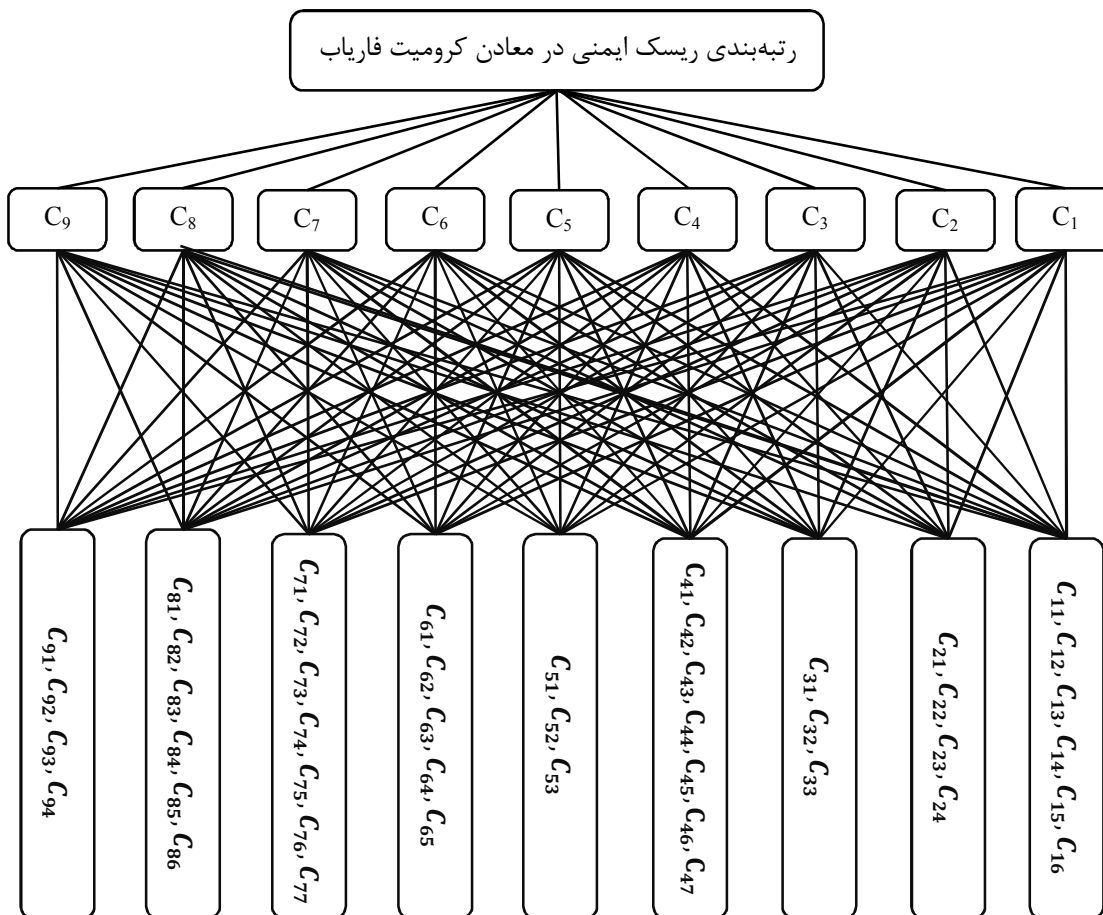 رتبه‌بندی ریسک ایمنی در معادن کرومیت فاریاب
C₁
C₂
C₃
C₄
C₅
C₆
C₇
C₈
C₉
C₁₁, C₁₂, C₁₃, C₁₄, C₁₅, C₁₆
C₂₁, C₂₂, C₂₃, C₂₄
C₃₁, C₃₂, C₃₃
C₄₁, C₄₂, C₄₃, C₄₄, C₄₅, C₄₆, C₄₇
C₅₁, C₅₂, C₅₃
C₆₁, C₆₂, C₆₃, C₆₄, C₆₅
C₇₁, C₇₂, C₇₃, C₇₄, C₇₅, C₇₆, C₇₇
C₈₁, C₈₂, C₈₃, C₈₄, C₈₅, C₈₆
C₉₁, C₉₂, C₉₃, C₉₄